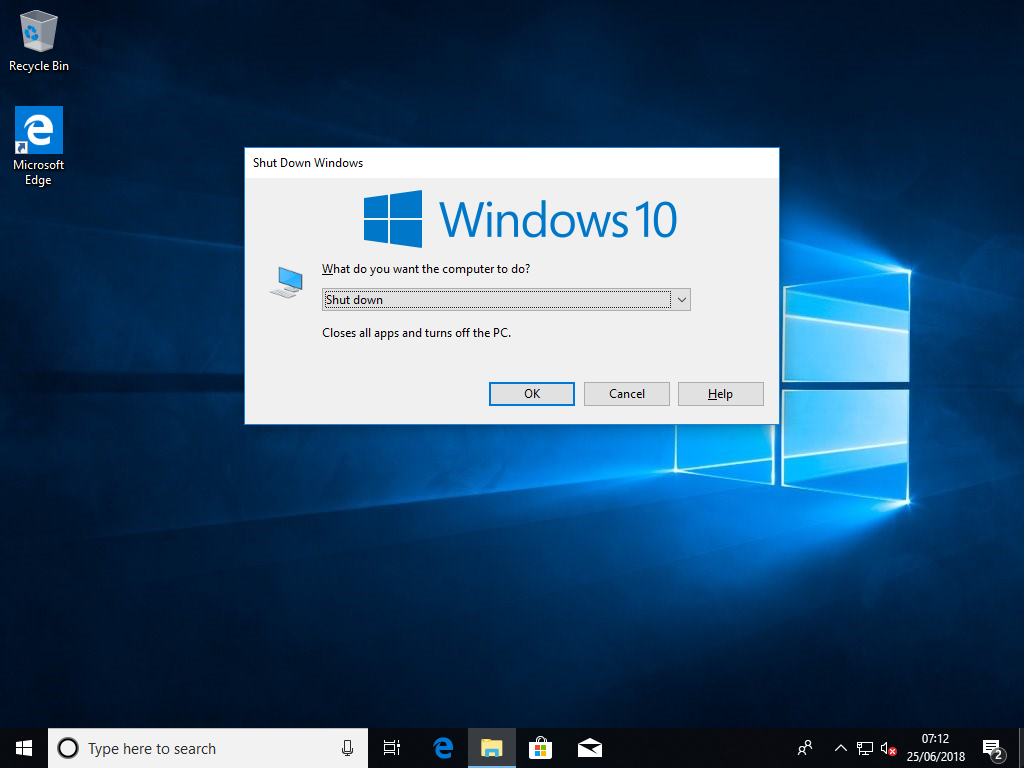 Recycle Bin
Microsoft
Edge
Shut Down Windows
Windows 10
What do you want the computer to do?
Shut down
Closes all apps and turns off the PC.
OK
Cancel
Help
Type here to search
07:12
25/06/2018
2